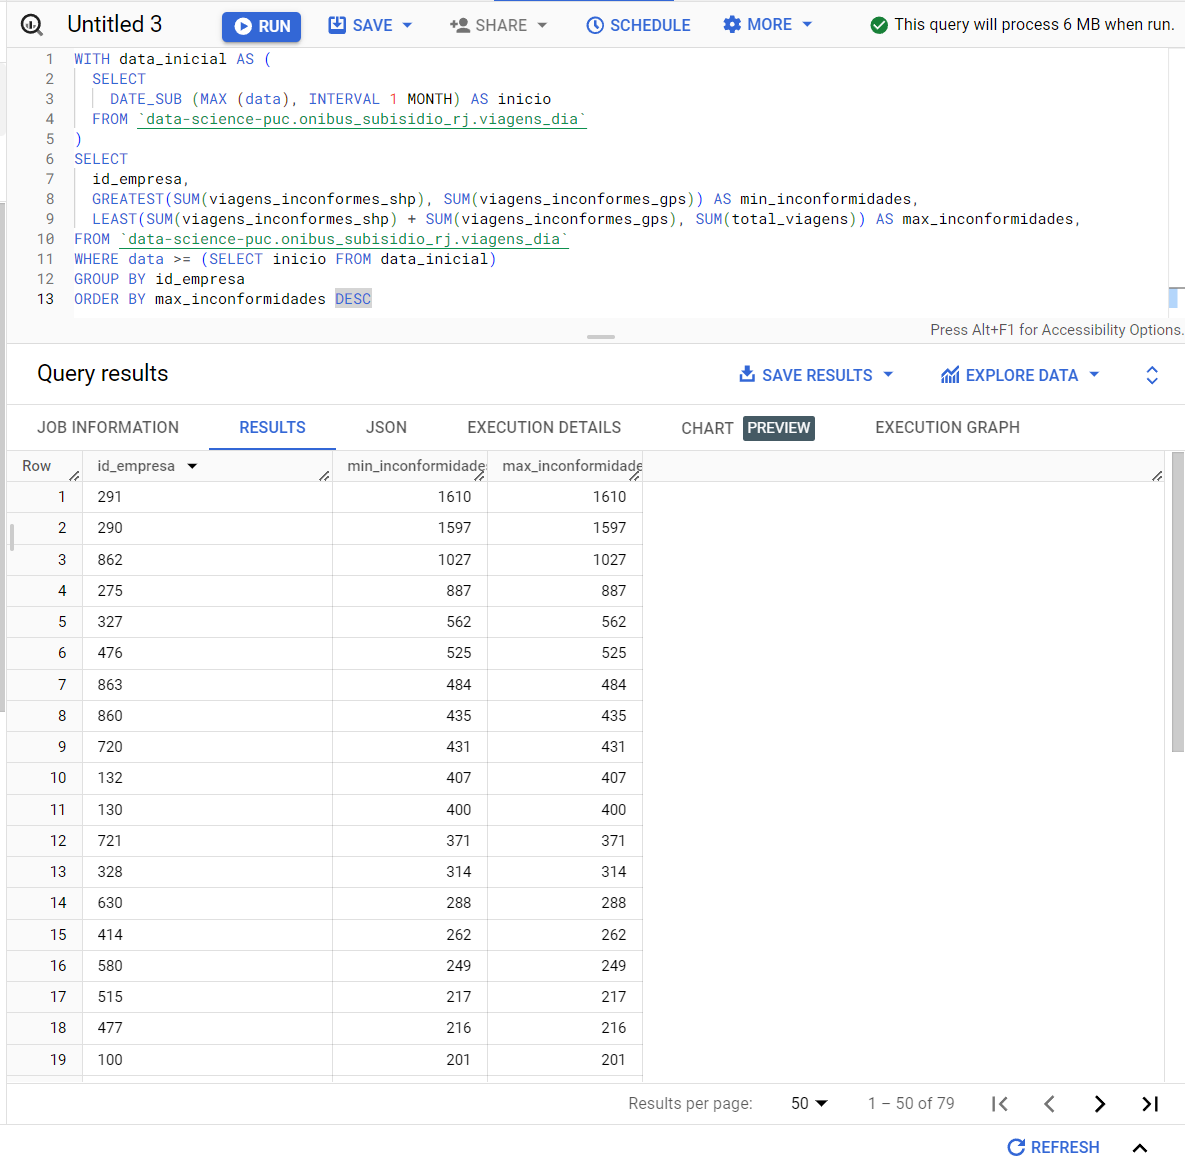 Untitled 3 RUN SAVE SHARE SCHEDULE MORE This query will process 6 MB when run.
1 WITH data_inicial AS (
2 SELECT
3 DATE_SUB (MAX (data), INTERVAL 1 MONTH) AS inicio
4 FROM `data-science-puc.onibus_subisidio_rj.viagens_dia`
5 )
6 SELECT
7 id_empresa,
8 GREATEST(SUM(viagens_inconformes_shp), SUM(viagens_inconformes_gps)) AS min_inconformidades,
9 LEAST(SUM(viagens_inconformes_shp) + SUM(viagens_inconformes_gps), SUM(total_viagens)) AS max_inconformidades,
10 FROM `data-science-puc.onibus_subisidio_rj.viagens_dia`
11 WHERE data >= (SELECT inicio FROM data_inicial)
12 GROUP BY id_empresa
13 ORDER BY max_inconformidades DESC
Press Alt+F1 for Accessibility Options.
Query results SAVE RESULTS EXPLORE DATA
JOB INFORMATION RESULTS JSON EXECUTION DETAILS CHART PREVIEW EXECUTION GRAPH
Row id_empresa min_inconformidade max_inconformidade
1 291 1610 1610
2 290 1597 1597
3 862 1027 1027
4 275 887 887
5 327 562 562
6 476 525 525
7 863 484 484
8 860 435 435
9 720 431 431
10 132 407 407
11 130 400 400
12 721 371 371
13 328 314 314
14 630 288 288
15 414 262 262
16 580 249 249
17 515 217 217
18 477 216 216
19 100 201 201
Results per page: 50 1 – 50 of 79
REFRESH